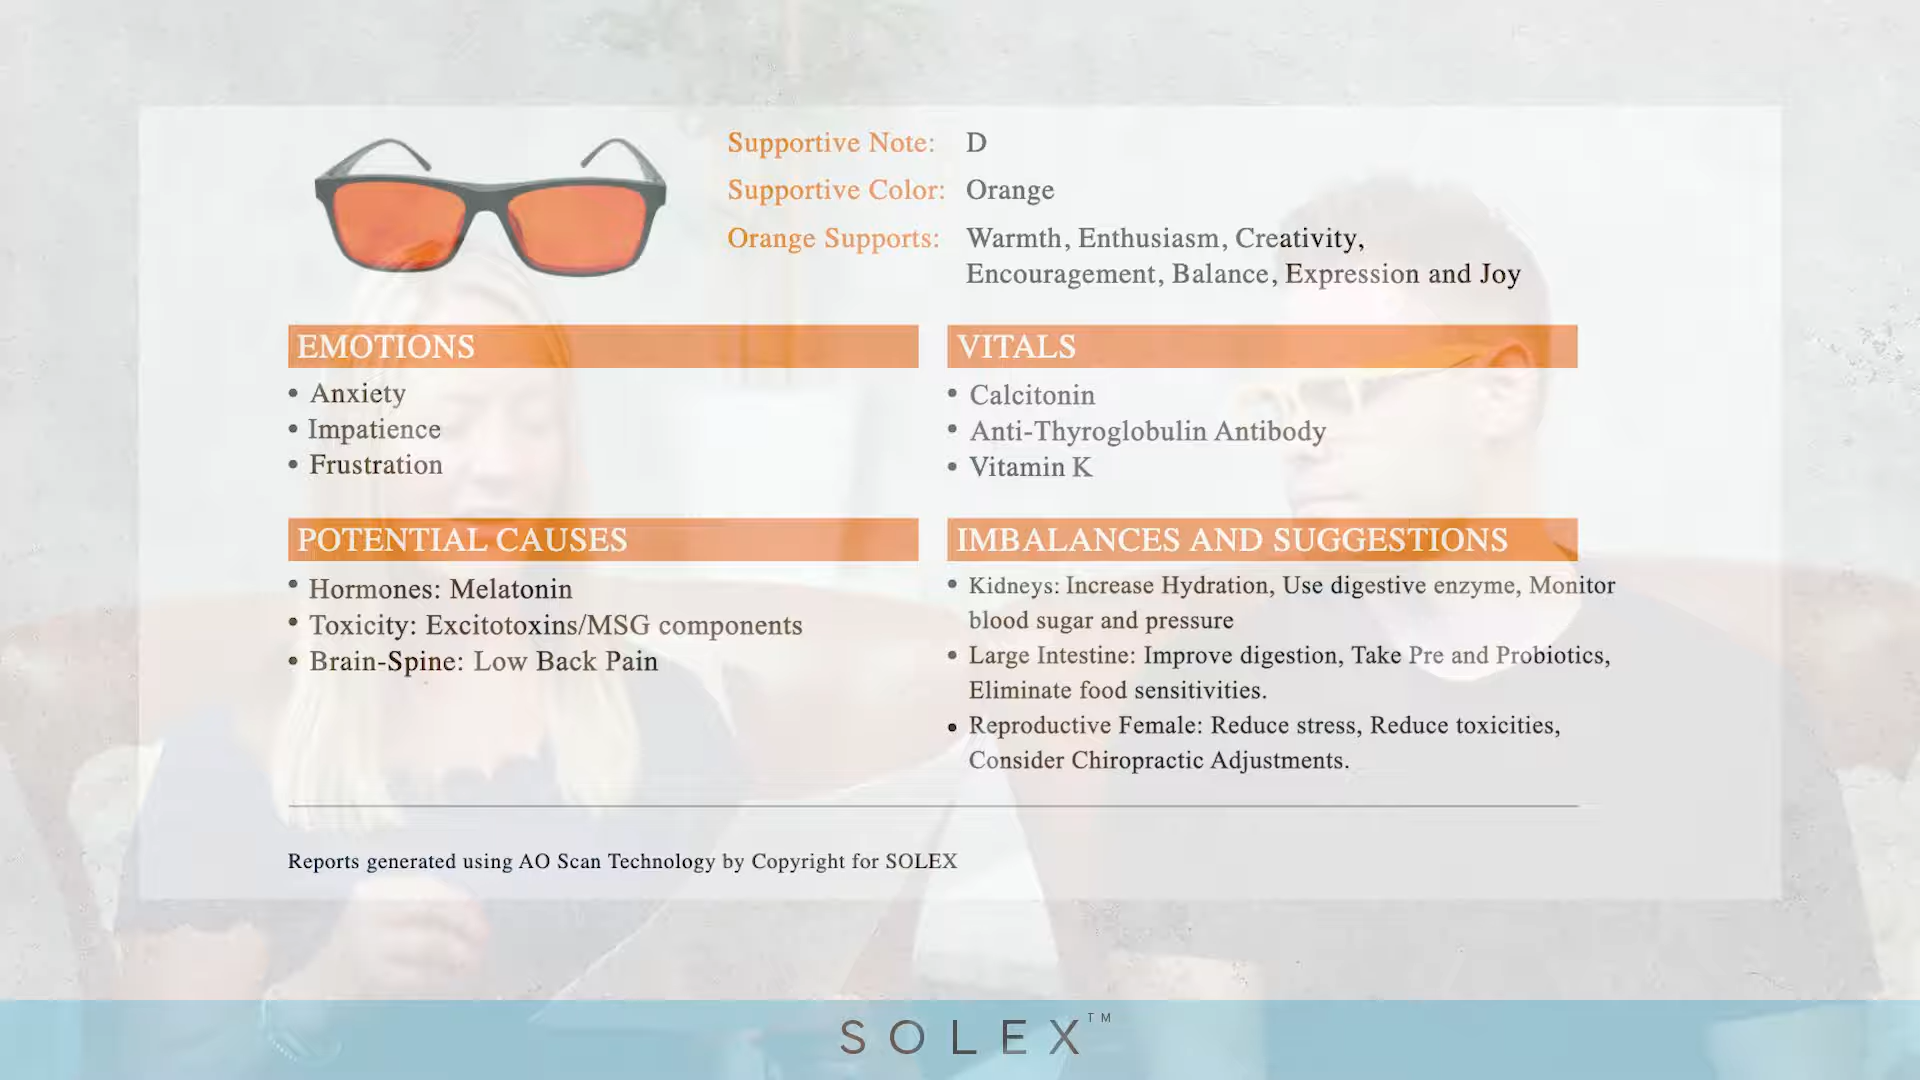 Supportive Note: D
Supportive Color: Orange
Orange Supports: Warmth, Enthusiasm, Creativity,
Encouragement, Balance, Expression and Joy
EMOTIONS
• Anxiety
• Impatience
• Frustration
VITALS
• Calcitonin
• Anti-Thyroglobulin Antibody
• Vitamin K
POTENTIAL CAUSES
• Hormones: Melatonin
• Toxicity: Excitotoxins/MSG components
• Brain-Spine: Low Back Pain
IMBALANCES AND SUGGESTIONS
• Kidneys: Increase Hydration, Use digestive enzyme, Monitor
blood sugar and pressure
• Large Intestine: Improve digestion, Take Pre and Probiotics,
Eliminate food sensitivities.
• Reproductive Female: Reduce stress, Reduce toxicities,
Consider Chiropractic Adjustments.
Reports generated using AO Scan Technology by Copyright for SOLEX
SOLEX™